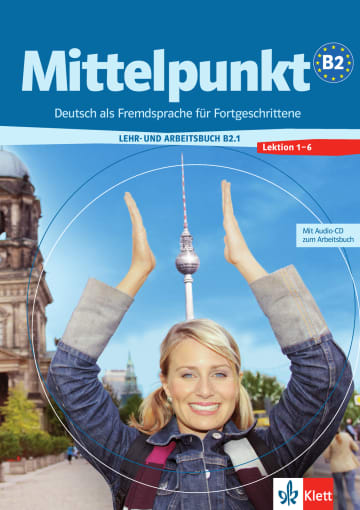 Mittelpunkt
B2
Deutsch als Fremdsprache für Fortgeschrittene
LEHR- UND ARBEITSBUCH B2.1
Lektion 1–6
Mit Audio-CD
zum Arbeitsbuch
Klett